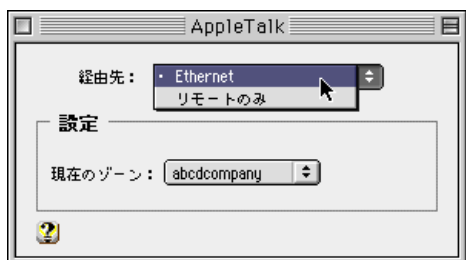 AppleTalk
経由先： • Ethernet
リモートのみ
設定
現在のゾーン： abcdcompany
?